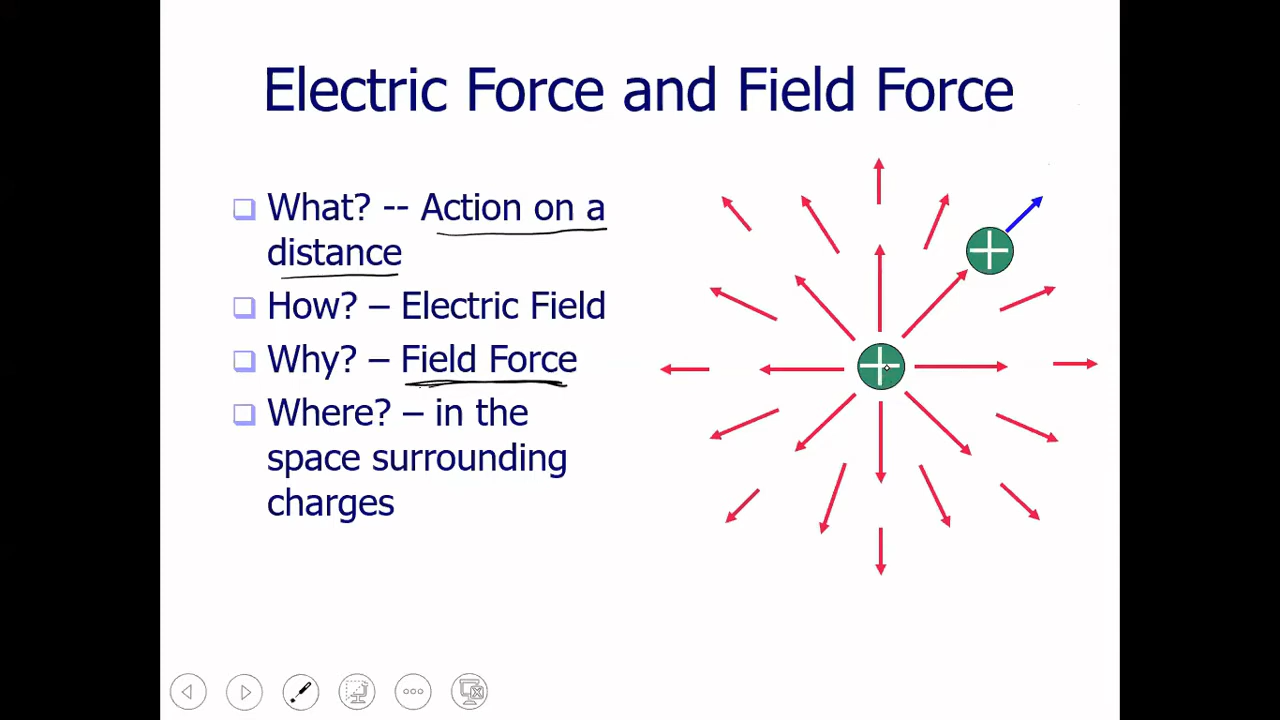 Electric Force and Field Force
What? -- Action on a
distance
How? – Electric Field
Why? – Field Force
Where? – in the
space surrounding
charges